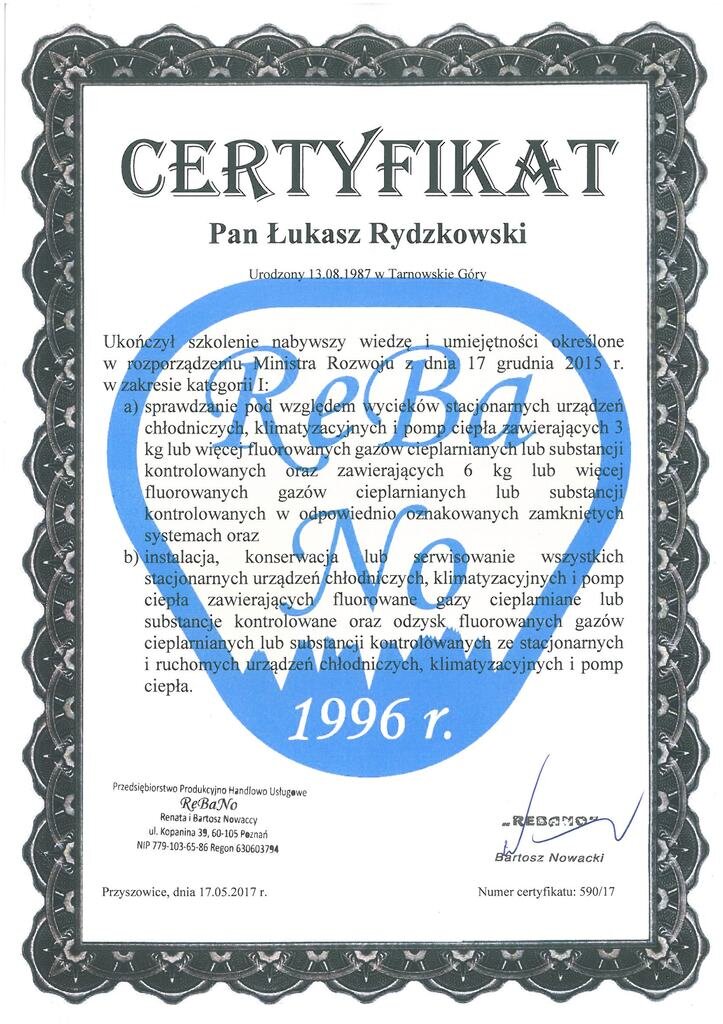 CERTYFIKAT
Pan Łukasz Rydzkowski
Urodzony 13.08.1987 w Tarnowskie Góry
Ukończył szkolenie nabywszy wiedzę i umiejętności określone
w rozporządzeniu Ministra Rozwoju z dnia 17 grudnia 2015 r.
w zakresie kategorii I:
a) sprawdzanie pod względem wycieków stacjonarnych urządzeń
chłodniczych, klimatyzacyjnych i pomp ciepła zawierających 3
kg lub więcej fluorowanych gazów cieplarnianych lub substancji
kontrolowanych oraz zawierających 6 kg lub więcej
fluorowanych gazów cieplarnianych lub substancji
kontrolowanych w odpowiednio oznakowanych zamkniętych
systemach oraz
b) instalacja, konserwacja lub serwisowanie wszystkich
stacjonarnych urządzeń chłodniczych, klimatyzacyjnych i pomp
ciepła zawierających fluorowane gazy cieplarniane lub
substancje kontrolowane oraz odzysk fluorowanych gazów
cieplarnianych lub substancji kontrolowanych ze stacjonarnych
i ruchomych urządzeń chłodniczych, klimatyzacyjnych i pomp
ciepła.
ReBa
No
1996 r.
Przedsiębiorstwo Produkcyjno Handlowo Usługowe
ReBaNo
Renata i Bartosz Nowaccy
ul. Kopanina 39, 60-105 Poznań
NIP 779-103-65-86 Regon 630603794
„REBANO"
Bartosz Nowacki
Przyszowice, dnia 17.05.2017 r.
Numer certyfikatu: 590/17